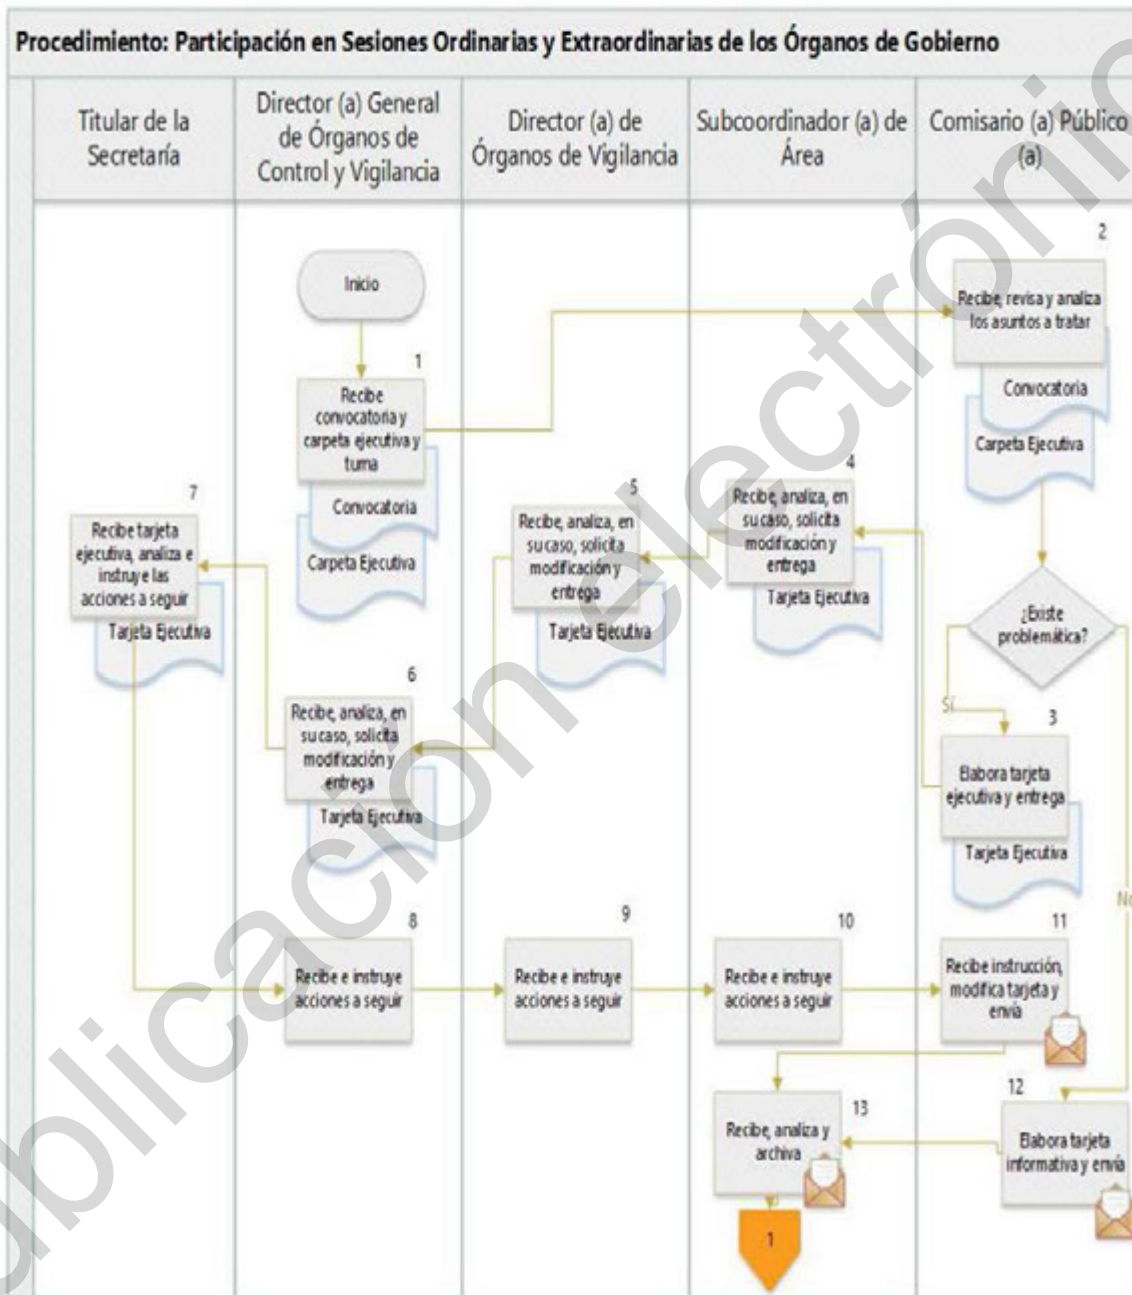 Procedimiento: Participación en Sesiones Ordinarias y Extraordinarias de los Órganos de Gobierno
Titular de la
Secretaría
Director (a) General
de Órganos de
Control y Vigilancia
Director (a) de
Órganos de Vigilancia
Subcoordinador (a) de
Área
Comisario (a) Público
(a)
Inicio
1
Recibe
convocatoria y
carpeta ejecutiva y
turna
Convocatoria
Carpeta Ejecutiva
2
Recibe, revisa y analiza
los asuntos a tratar
Convocatoria
Carpeta Ejecutiva
¿Existe
problemática?
Sí
No
3
Elabora tarjeta
ejecutiva y entrega
Tarjeta Ejecutiva
4
Recibe, analiza, en
su caso, solicita
modificación y
entrega
Tarjeta Ejecutiva
5
Recibe, analiza, en
su caso, solicita
modificación y
entrega
Tarjeta Ejecutiva
6
Recibe, analiza, en
su caso, solicita
modificación y
entrega
Tarjeta Ejecutiva
7
Recibe tarjeta
ejecutiva, analiza e
instruye las
acciones a seguir
Tarjeta Ejecutiva
8
Recibe e instruye
acciones a seguir
9
Recibe e instruye
acciones a seguir
10
Recibe e instruye
acciones a seguir
11
Recibe instrucción,
modifica tarjeta y
envía
12
Elabora tarjeta
informativa y envía
13
Recibe, analiza y
archiva
1
ublicación electrónic